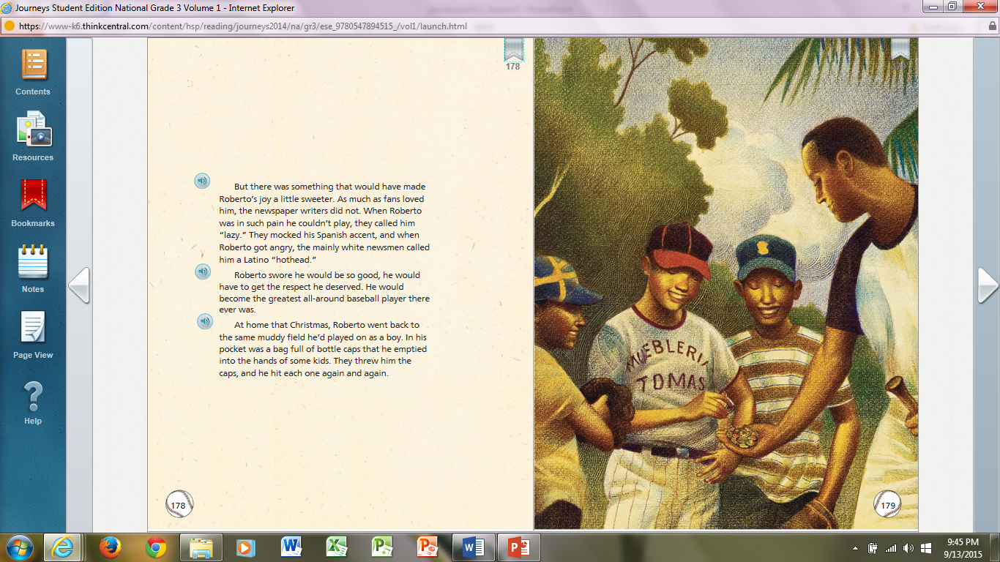 Journeys Student Edition National Grade 3 Volume 1 - Internet Explorer
https://www-k6.thinkcentral.com/content/hsp/reading/journeys2014/na/gr3/ese_9780547894515_/vol1/launch.html
Contents
Resources
Bookmarks
Notes
Page View
Help
178
But there was something that would have made
Roberto’s joy a little sweeter. As much as fans loved
him, the newspaper writers did not. When Roberto
was in such pain he couldn’t play, they called him
“lazy.” They mocked his Spanish accent, and when
Roberto got angry, the mainly white newsmen called
him a Latino “hothead.”
Roberto swore he would be so good, he would
have to get the respect he deserved. He would
become the greatest all-around baseball player there
ever was.
At home that Christmas, Roberto went back to
the same muddy field he’d played on as a boy. In his
pocket was a bag full of bottle caps that he emptied
into the hands of some kids. They threw him the
caps, and he hit each one again and again.
178
S
MUEBLERIA
TOMAS
179
9:45 PM
9/13/2015